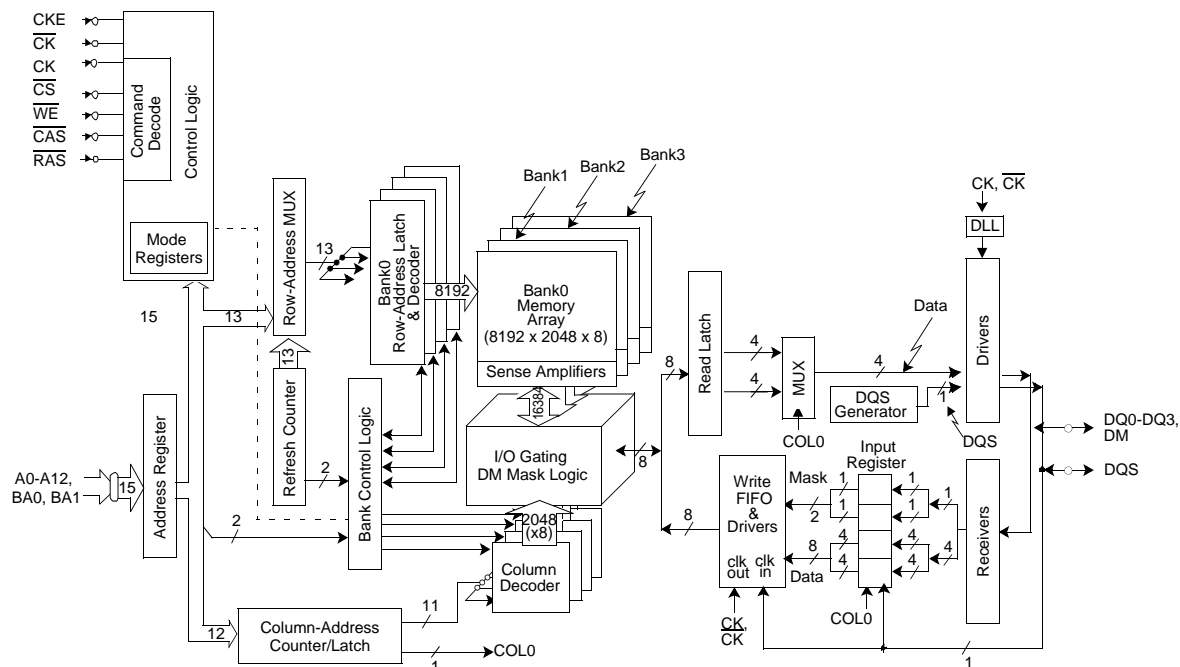 CKE
CK
CK
CS
WE
CAS
RAS
Command
Decode
Control Logic
Mode
Registers
15
13
Row-Address MUX
13
13
Refresh Counter
2
Bank0
Row-Address Latch
& Decoder
8192
Bank1
Bank2
Bank3
Bank0
Memory
Array
(8192 x 2048 x 8)
Sense Amplifiers
16384
I/O Gating
DM Mask Logic
2048
(x8)
Column
Decoder
Bank Control Logic
A0-A12,
BA0, BA1
15
Address Register
2
12
Column-Address
Counter/Latch
11
1
COL0
8
8
8
Read Latch
4
4
MUX
COL0
4
Data
DQS
Generator
1
DQS
CK, CK
DLL
Drivers
DQ0-DQ3,
DM
DQS
Input
Register
Write
FIFO
&
Drivers
clk
out
clk
in
Mask
2
8
Data
1
1
4
4
1
1
4
4
1
4
Receivers
CK,
CK
COL0
1